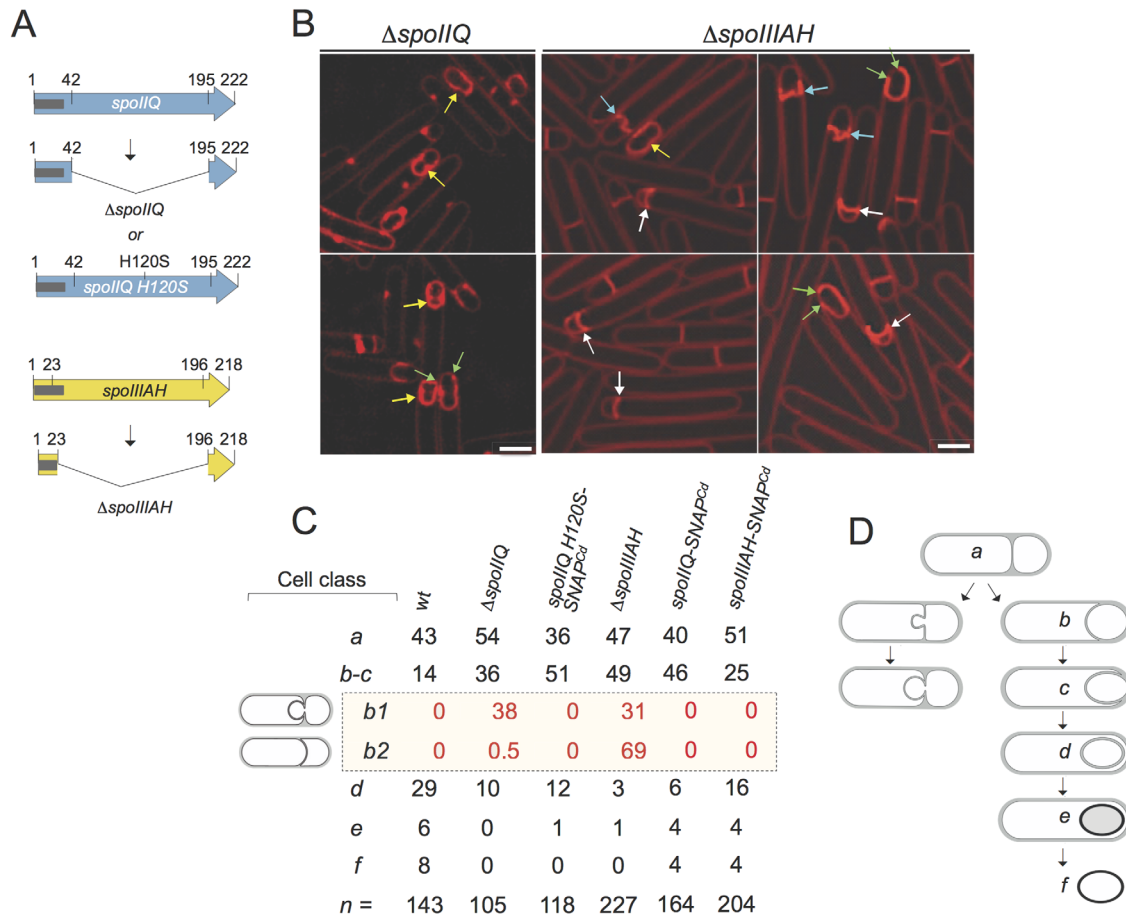 A
1 42 195 222
spoIIQ
1 42 195 222
ΔspoIIQ
or
1 42 H120S 195 222
spoIIQ H120S
1 23 196 218
spoIIIAH
1 23 196 218
ΔspoIIIAH
B
ΔspoIIQ ΔspoIIIAH
C
Cell class wt ΔspoIIQ spoIIQ H120S-SNAPCd ΔspoIIIAH spoIIQ-SNAPCd spoIIIAH-SNAPCd
a 43 54 36 47 40 51
b-c 14 36 51 49 46 25
b1 0 38 0 31 0 0
b2 0 0.5 0 69 0 0
d 29 10 12 3 6 16
e 6 0 1 1 4 4
f 8 0 0 0 4 4
n = 143 105 118 227 164 204
D
a
b
c
d
e
f